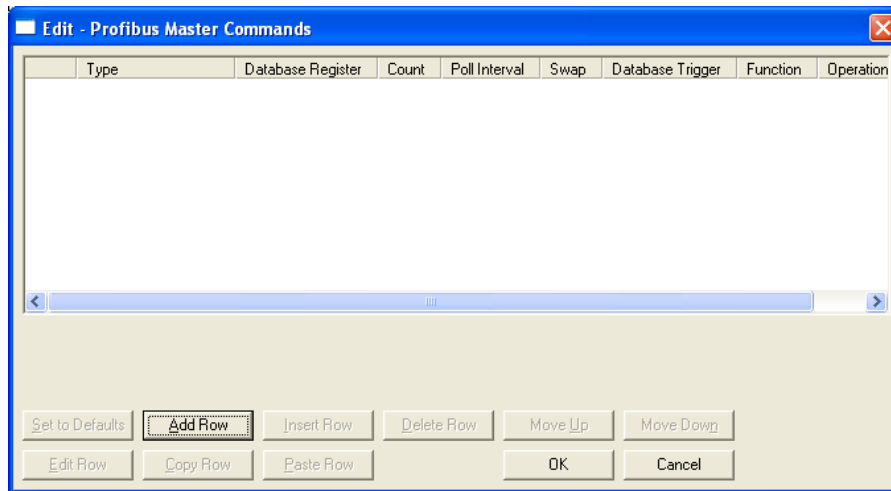 Edit - Profibus Master Commands
Type Database Register Count Poll Interval Swap Database Trigger Function Operation
Set to Defaults Add Row Insert Row Delete Row Move Up Move Down
Edit Row Copy Row Paste Row OK Cancel